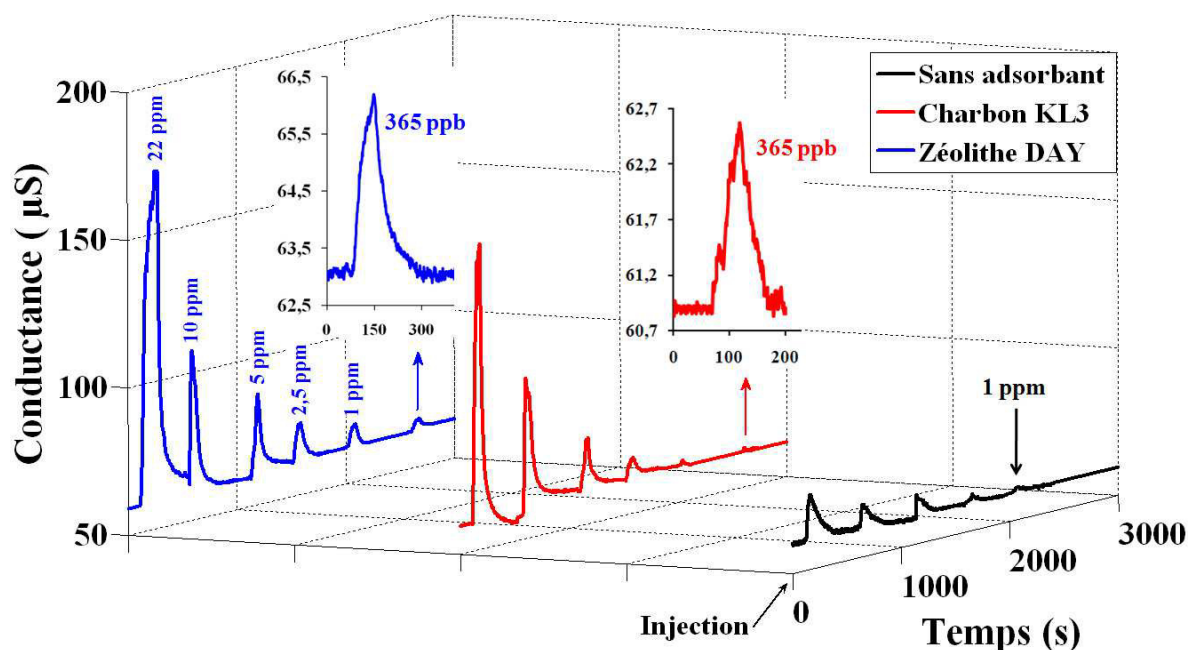 200
150
100
50
Conductance ( µS)
22 ppm
10 ppm
5 ppm
2,5 ppm
1 ppm
66,5
65,5
64,5
63,5
62,5
0
150
300
365 ppb
62,7
62,2
61,7
61,2
60,7
0
100
200
365 ppb
Sans adsorbant
Charbon KL3
Zéolithe DAY
1 ppm
Injection
0
1000
2000
3000
Temps (s)